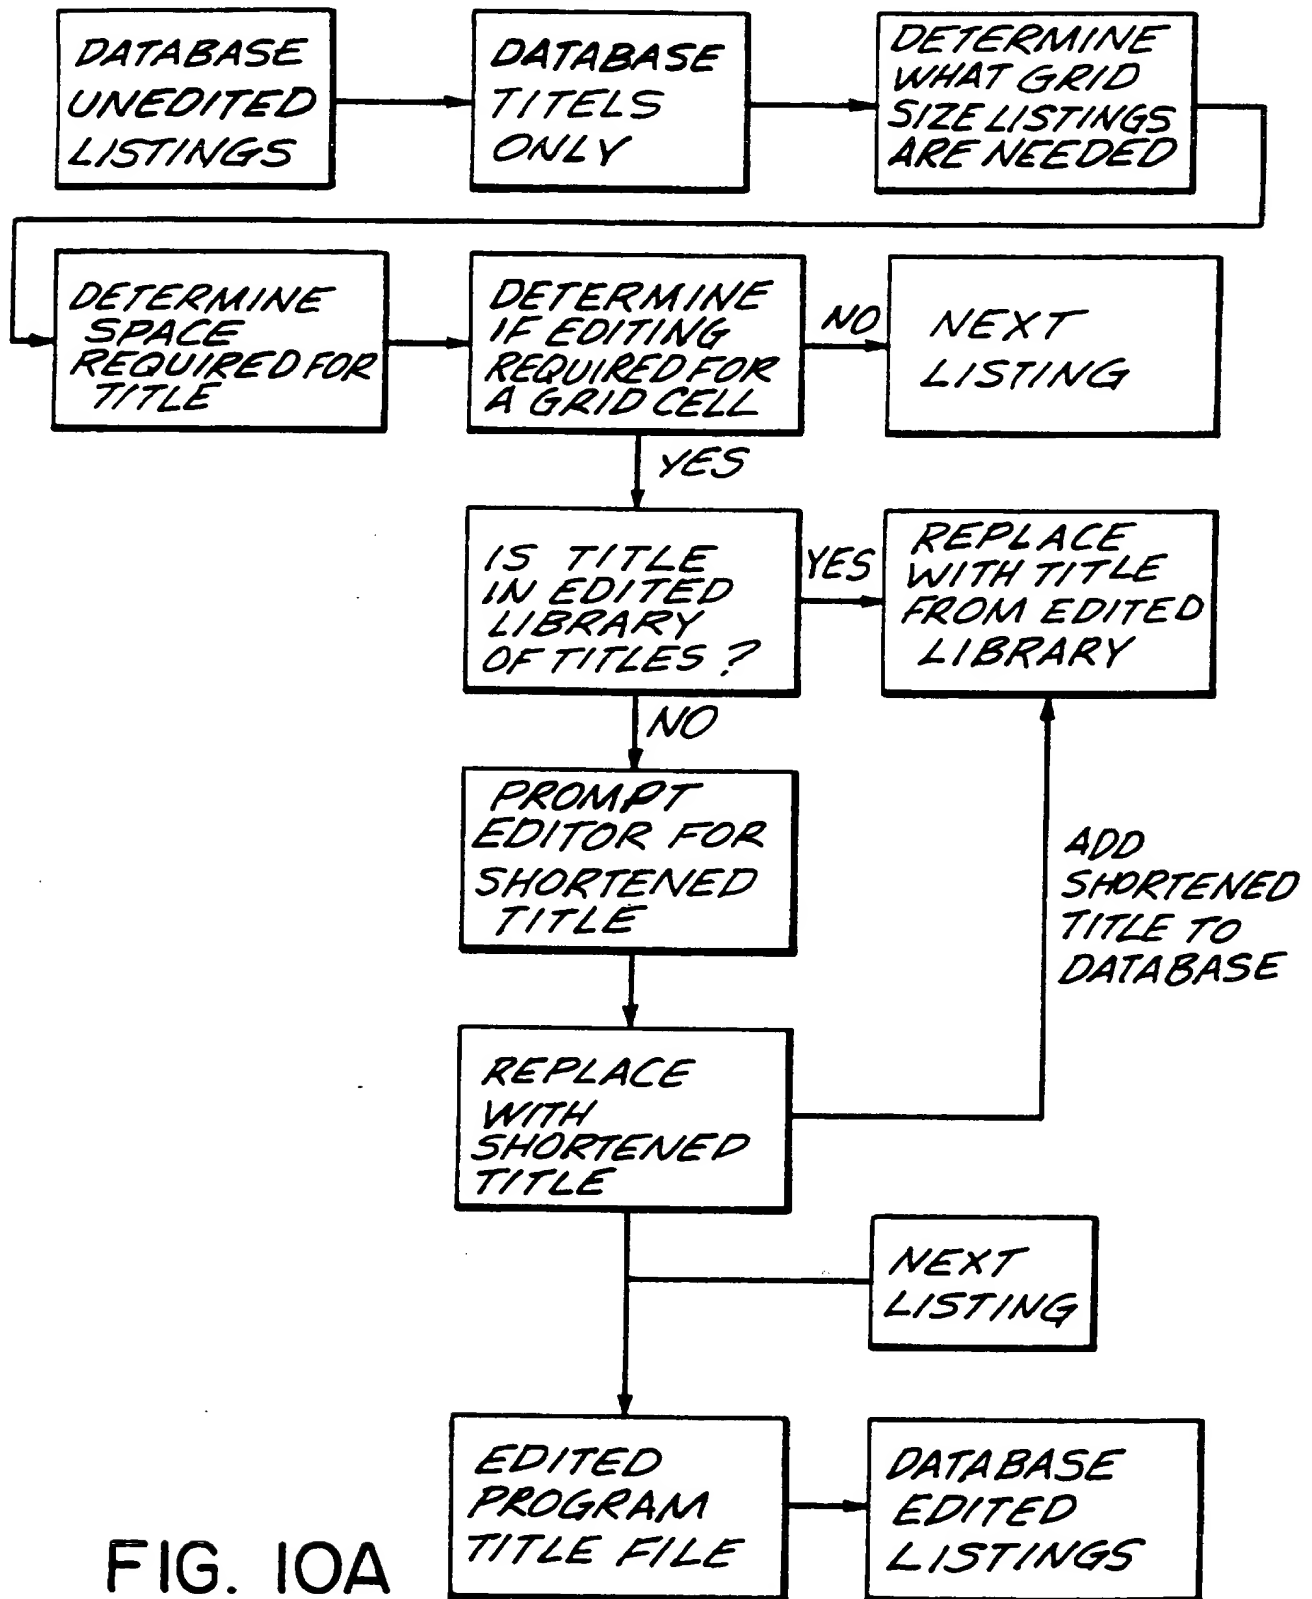 DATABASE
UNEDITED
LISTINGS
DATABASE
TITELS
ONLY
DETERMINE
WHAT GRID
SIZE LISTINGS
ARE NEEDED
DETERMINE
SPACE
REQUIRED FOR
TITLE
DETERMINE
IF EDITING
REQUIRED FOR
A GRID CELL
NO
NEXT
LISTING
YES
IS TITLE
IN EDITED
LIBRARY
OF TITLES?
YES
REPLACE
WITH TITLE
FROM EDITED
LIBRARY
NO
PROMPT
EDITOR FOR
SHORTENED
TITLE
ADD
SHORTENED
TITLE TO
DATABASE
REPLACE
WITH
SHORTENED
TITLE
NEXT
LISTING
EDITED
PROGRAM
TITLE FILE
DATABASE
EDITED
LISTINGS
FIG. 10A